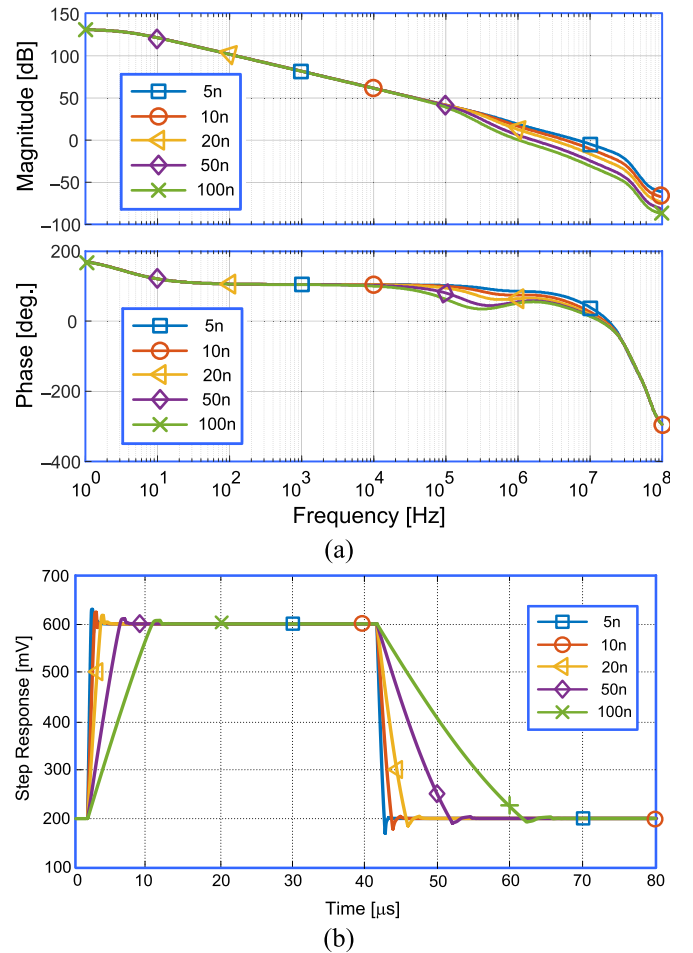 150
100
50
0
−50
−100
Magnitude [dB]
5n
10n
20n
50n
100n
200
0
−200
−400
Phase [deg.]
5n
10n
20n
50n
100n
10^0 10^1 10^2 10^3 10^4 10^5 10^6 10^7 10^8
Frequency [Hz]
(a)
700
600
500
400
300
200
100
Step Response [mV]
5n
10n
20n
50n
100n
0 10 20 30 40 50 60 70 80
Time [µs]
(b)